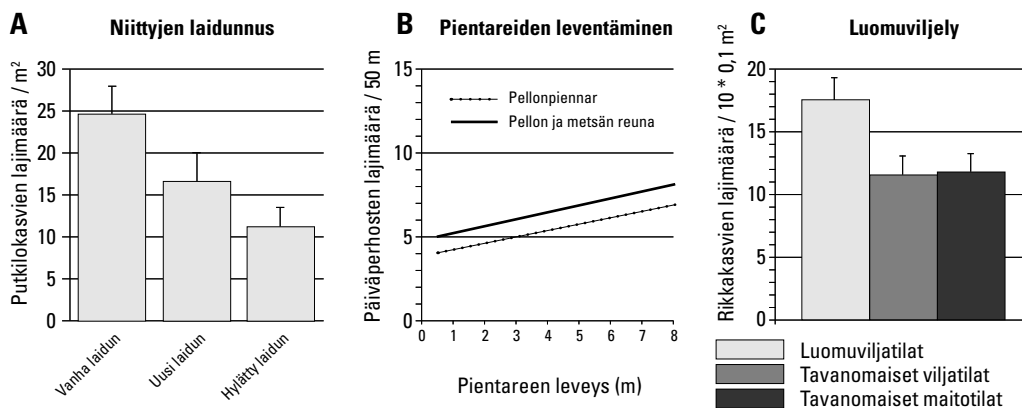 A
Niittyjen laidunnus
Putkilokasvien lajimäärä / m²
30
25
20
15
10
5
0
Vanha laidun
Uusi laidun
Hylätty laidun
B
Pientareiden leventäminen
Päiväperhosten lajimäärä / 50 m
15
10
5
0
Pellonpiennar
Pellon ja metsän reuna
0 1 2 3 4 5 6 7 8
Pientareen leveys (m)
C
Luomuviljely
Rikkakasvien lajimäärä / 10 * 0,1 m²
20
15
10
5
0
Luomuviljatilat
Tavanomaiset viljatilat
Tavanomaiset maitotilat